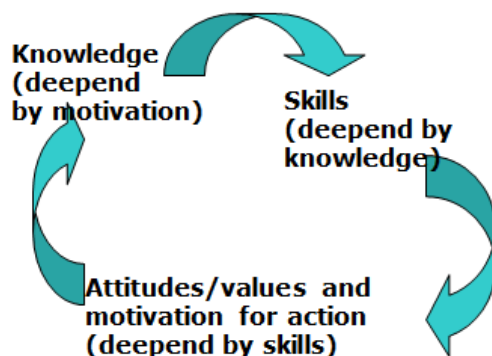 Knowledge
(deepend
by motivation)
Skills
(deepend by
knowledge)
Attitudes/values and
motivation for action
(deepend by skills)